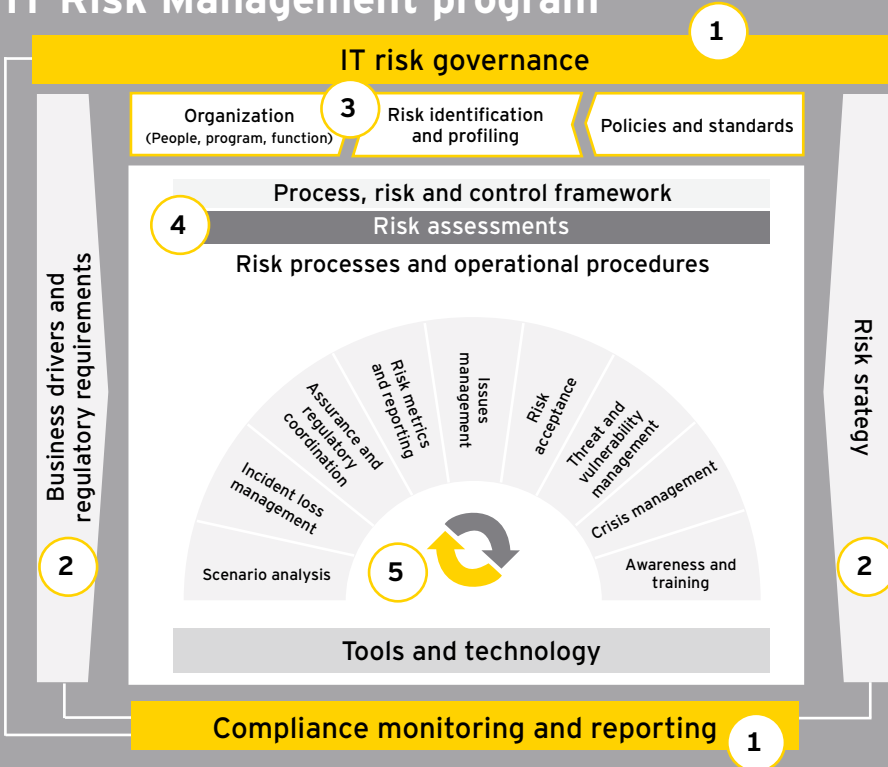 IT Risk Management program
1
IT risk governance
Organization
(People, program, function)
3
Risk identification
and profiling
Policies and standards
Process, risk and control framework
4
Risk assessments
Risk processes and operational procedures
Business drivers and
regulatory requirements
2
Scenario analysis
Incident loss
management
Assurance and
regulatory
coordination
Risk metrics
and reporting
Issues
management
Risk
acceptance
Threat and
vulnerability
management
Crisis management
Awareness and
training
5
Risk srategy
2
Tools and technology
Compliance monitoring and reporting
1